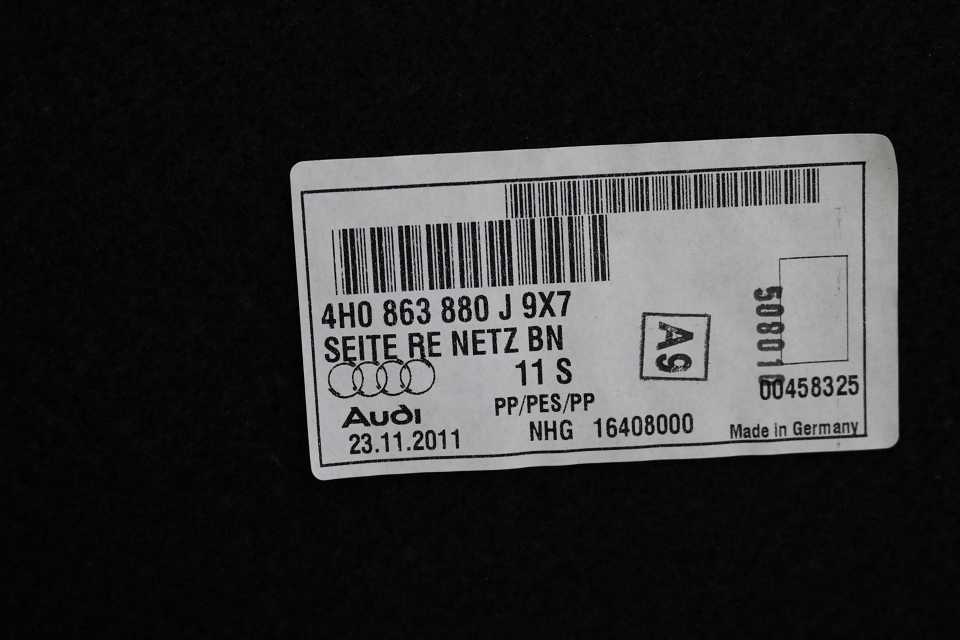 4H0 863 880 J 9X7
SEITE RE NETZ BN
11 S
Audi
PP/PES/PP
23.11.2011
NHG 16408000
A9
508010
00458325
Made in Germany